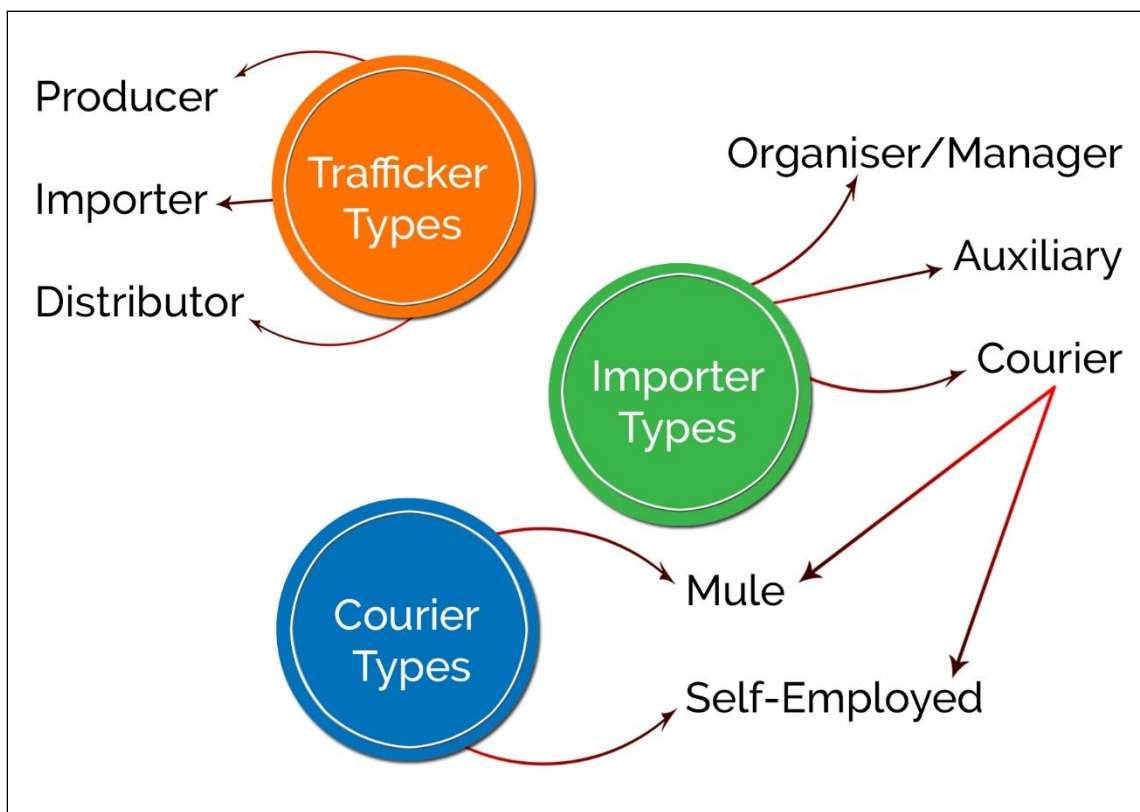 Producer
Importer
Distributor
Trafficker
Types
Organiser/Manager
Auxiliary
Courier
Importer
Types
Courier
Types
Mule
Self-Employed